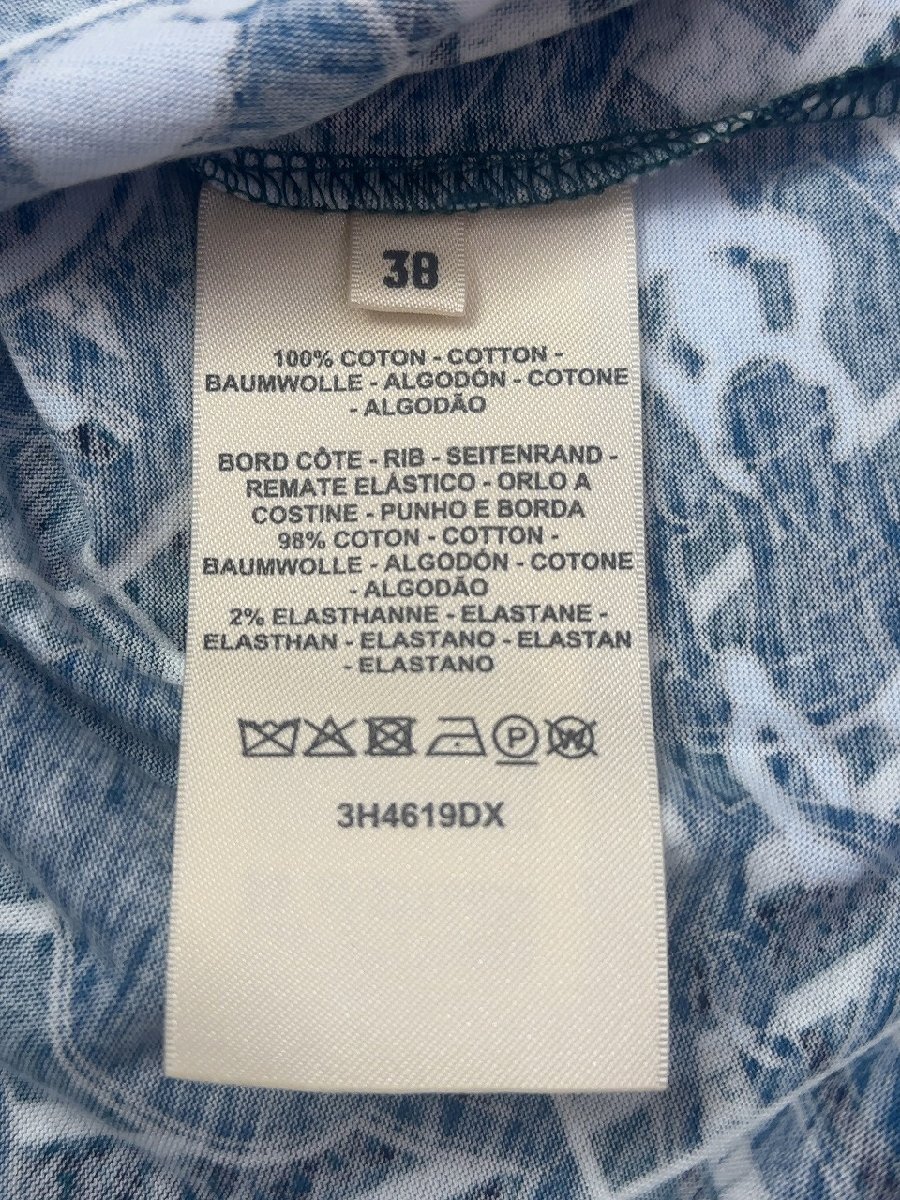 38
100% COTON - COTTON -
BAUMWOLLE - ALGODÓN - COTONE
- ALGODÃO
BORD CÔTE - RIB - SEITENRAND -
REMATE ELÁSTICO - ORLO A
COSTINE - PUNHO E BORDA
98% COTON - COTTON -
BAUMWOLLE - ALGODÓN - COTONE
- ALGODÃO
2% ELASTHANNE - ELASTANE -
ELASTHAN - ELASTANO - ELASTAN
- ELASTANO
P W
3H4619DX